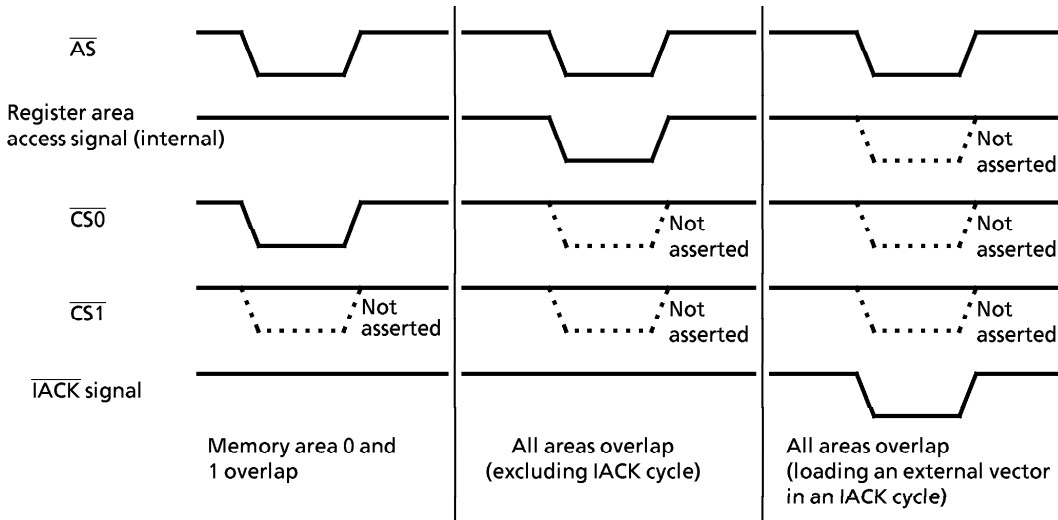 AS
Register area
access signal (internal)
Not
asserted
CS0
Not
asserted
Not
asserted
CS1
Not
asserted
Not
asserted
Not
asserted
IACK signal
Memory area 0 and
1 overlap
All areas overlap
(excluding IACK cycle)
All areas overlap
(loading an external vector
in an IACK cycle)